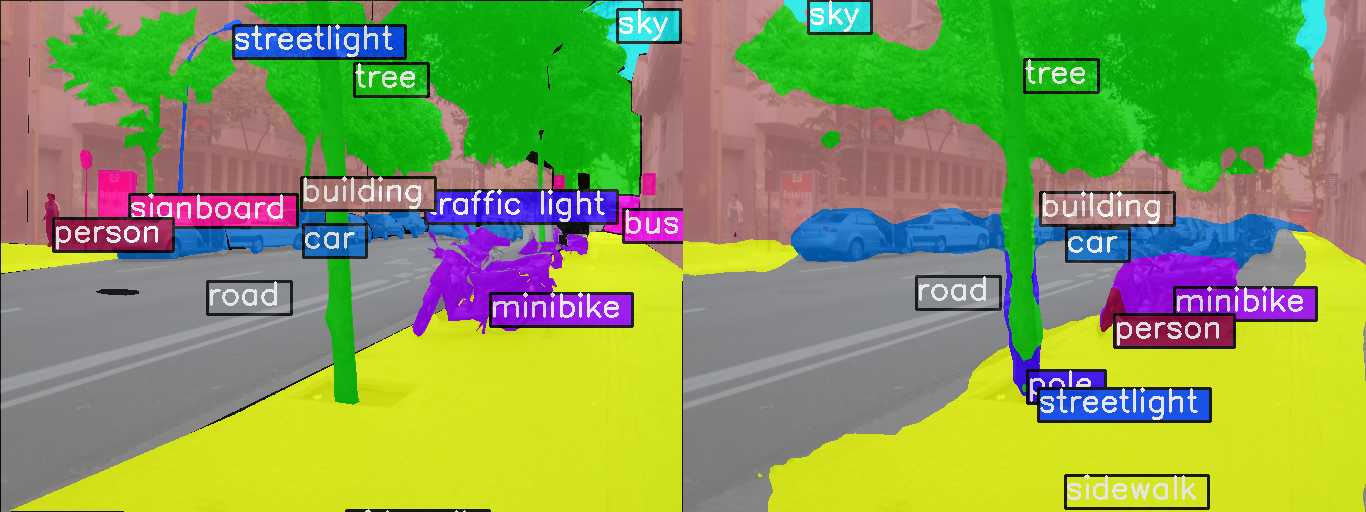 sky
streetlight
tree
building
signboard
raffic light
person
car
bus
road
minibike
sky
tree
building
car
road
minibike
person
pole
streetlight
sidewalk